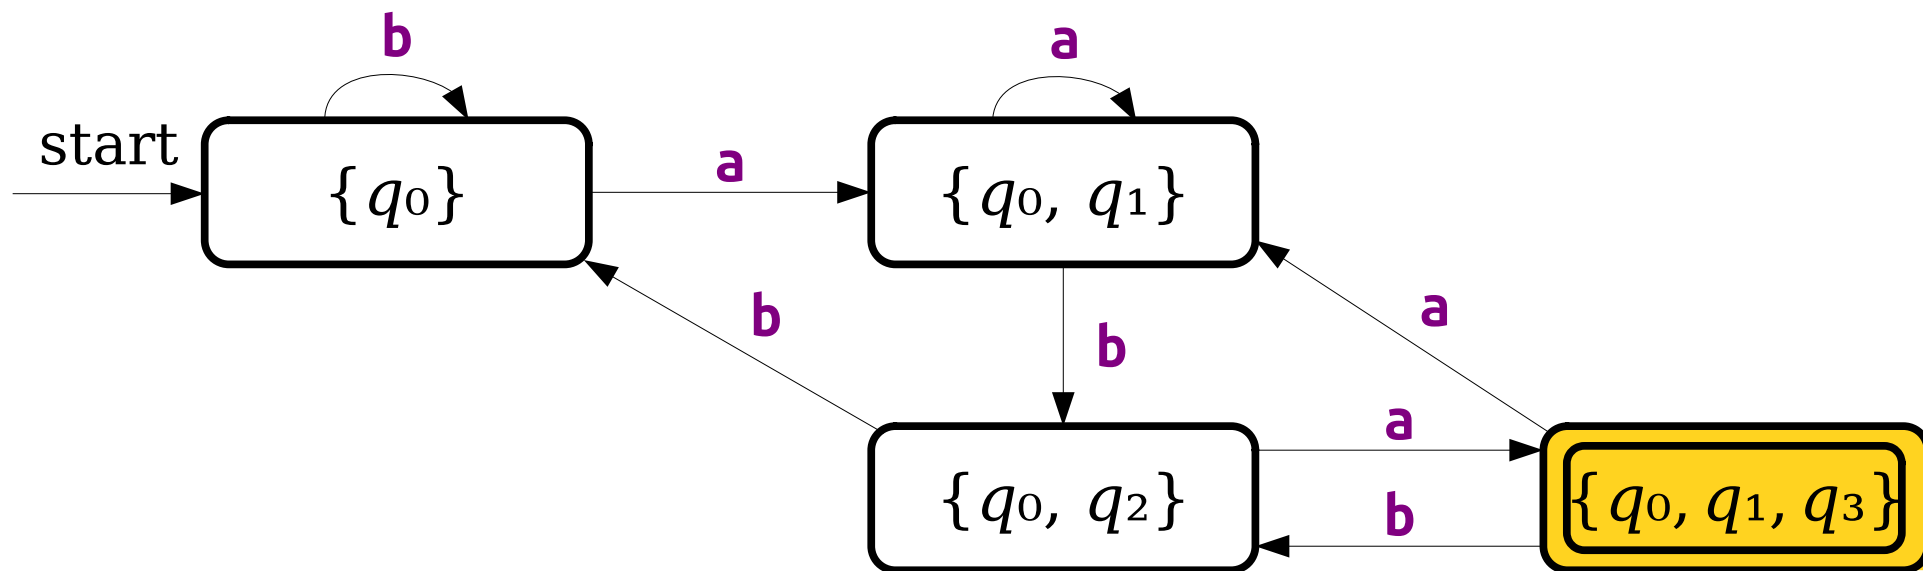 b
a
start
{q₀}
a
{q₀, q₁}
b
b
a
{q₀, q₂}
a
b
{q₀, q₁, q₃}